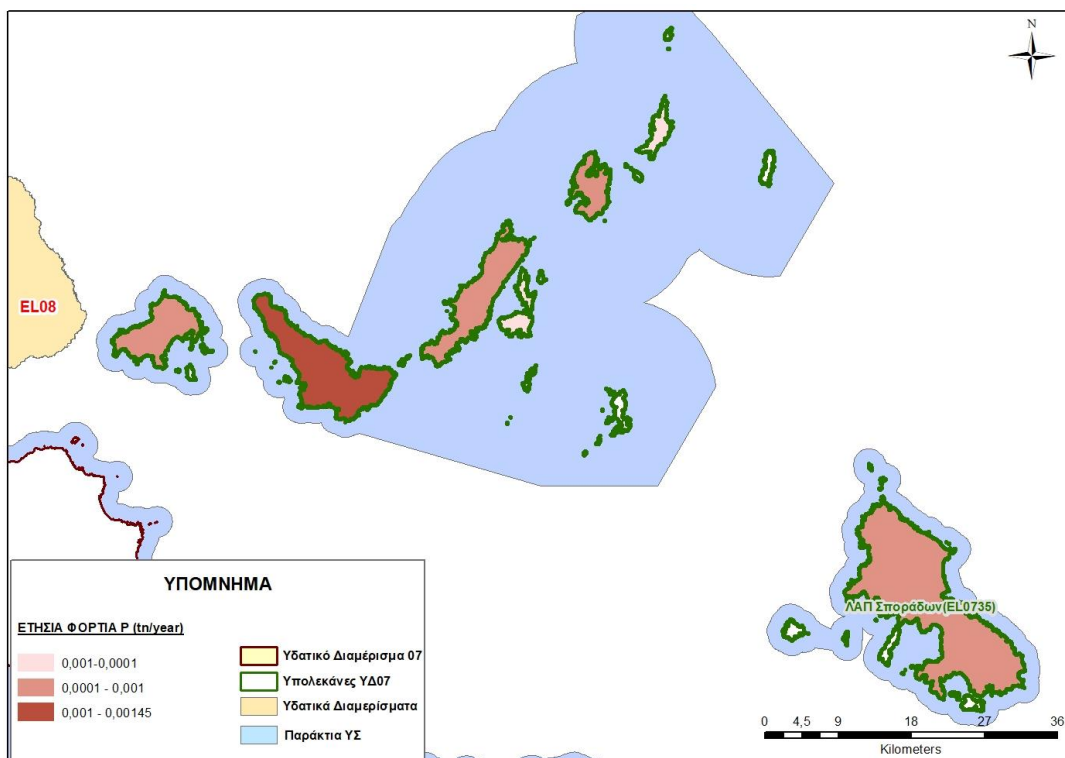 N
EL08
ΛΑΠ Σποράδων(EL0735)
ΥΠΟΜΝΗΜΑ
ΕΤΗΣΙΑ ΦΟΡΤΙΑ P (tn/year)
0,001-0,0001
0,0001 - 0,001
0,001 - 0,00145
Υδατικό Διαμέρισμα 07
Υπολεκάνες ΥΔ07
Υδατικά Διαμερίσματα
Παράκτια ΥΣ
0 4,5 9 18 27 36
Kilometers